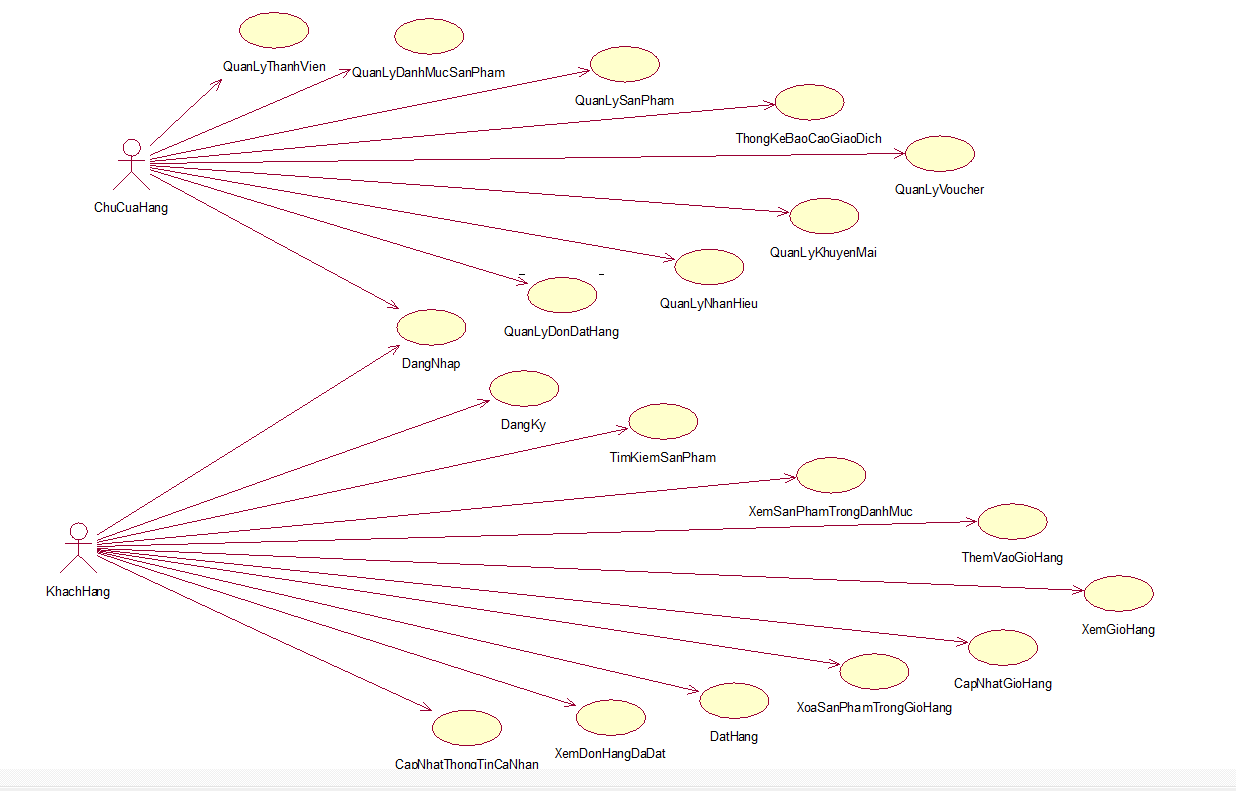 QuanLyThanhVien
QuanLyDanhMucSanPham
QuanLySanPham
ThongKeBaoCaoGiaoDich
QuanLyVoucher
ChuCuaHang
QuanLyKhuyenMai
QuanLyNhanHieu
QuanLyDonDatHang
DangNhap
DangKy
TimKiemSanPham
XemSanPhamTrongDanhMuc
ThemVaoGioHang
KhachHang
XemGioHang
CapNhatGioHang
XoaSanPhamTrongGioHang
DatHang
XemDonHangDaDat
CapNhatThongTinCaNhan